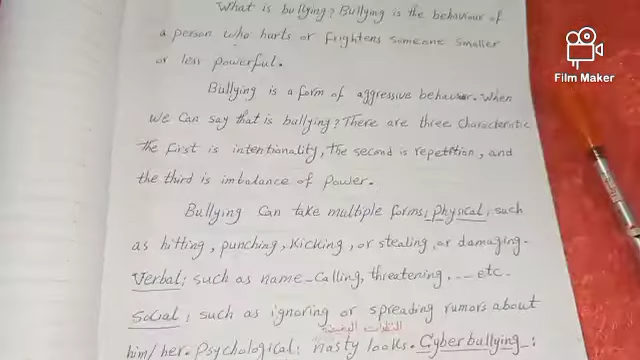 What is bullying? Bullying is the behaviour of
a person who hurts or frightens someone smaller
or less powerful.
Bullying is a form of aggressive behavior. When
we can say that is bullying? There are three characteristic
the first is intentionality, the second is repetition, and
the third is imbalance of power.
Bullying can take multiple forms; physical, such
as hitting, punching, kicking, or stealing, or damaging.
Verbal; such as name-calling, threatening, ... etc.
Social; such as ignoring or spreading rumors about
him/her. Psychological: nasty looks. Cyberbullying:
Film Maker